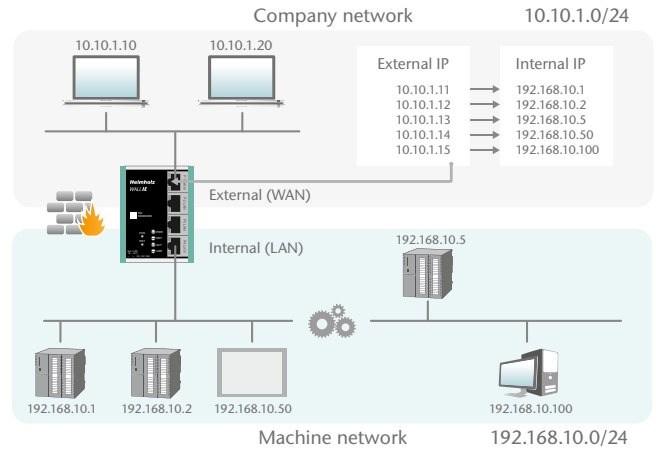 Company network 10.10.1.0/24
10.10.1.10
10.10.1.20
External IP Internal IP
10.10.1.11 192.168.10.1
10.10.1.12 192.168.10.2
10.10.1.13 192.168.10.5
10.10.1.14 192.168.10.50
10.10.1.15 192.168.10.100
Helmholz
WALL IE
External (WAN)
Internal (LAN)
192.168.10.5
192.168.10.1
192.168.10.2
192.168.10.50
192.168.10.100
Machine network 192.168.10.0/24